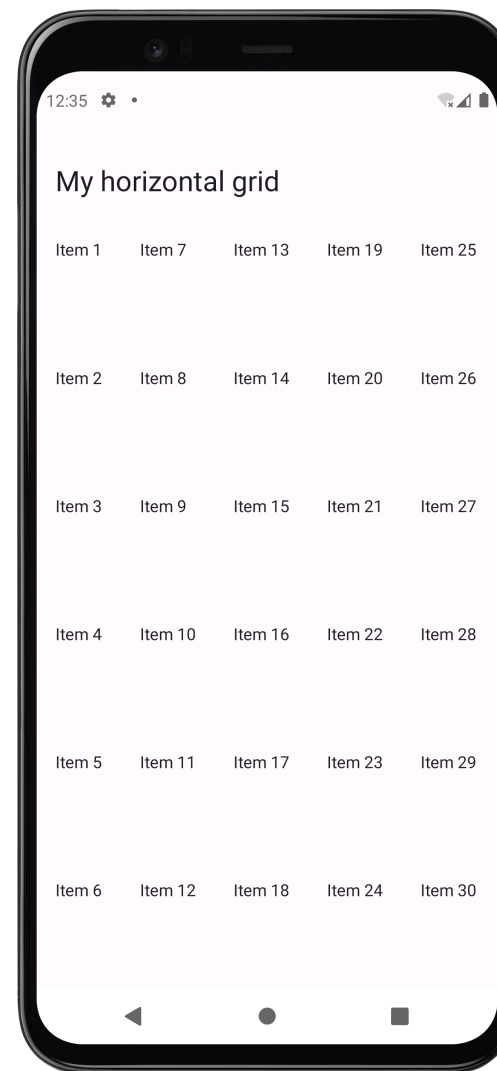 12:35
My horizontal grid
Item 1 Item 7 Item 13 Item 19 Item 25
Item 2 Item 8 Item 14 Item 20 Item 26
Item 3 Item 9 Item 15 Item 21 Item 27
Item 4 Item 10 Item 16 Item 22 Item 28
Item 5 Item 11 Item 17 Item 23 Item 29
Item 6 Item 12 Item 18 Item 24 Item 30